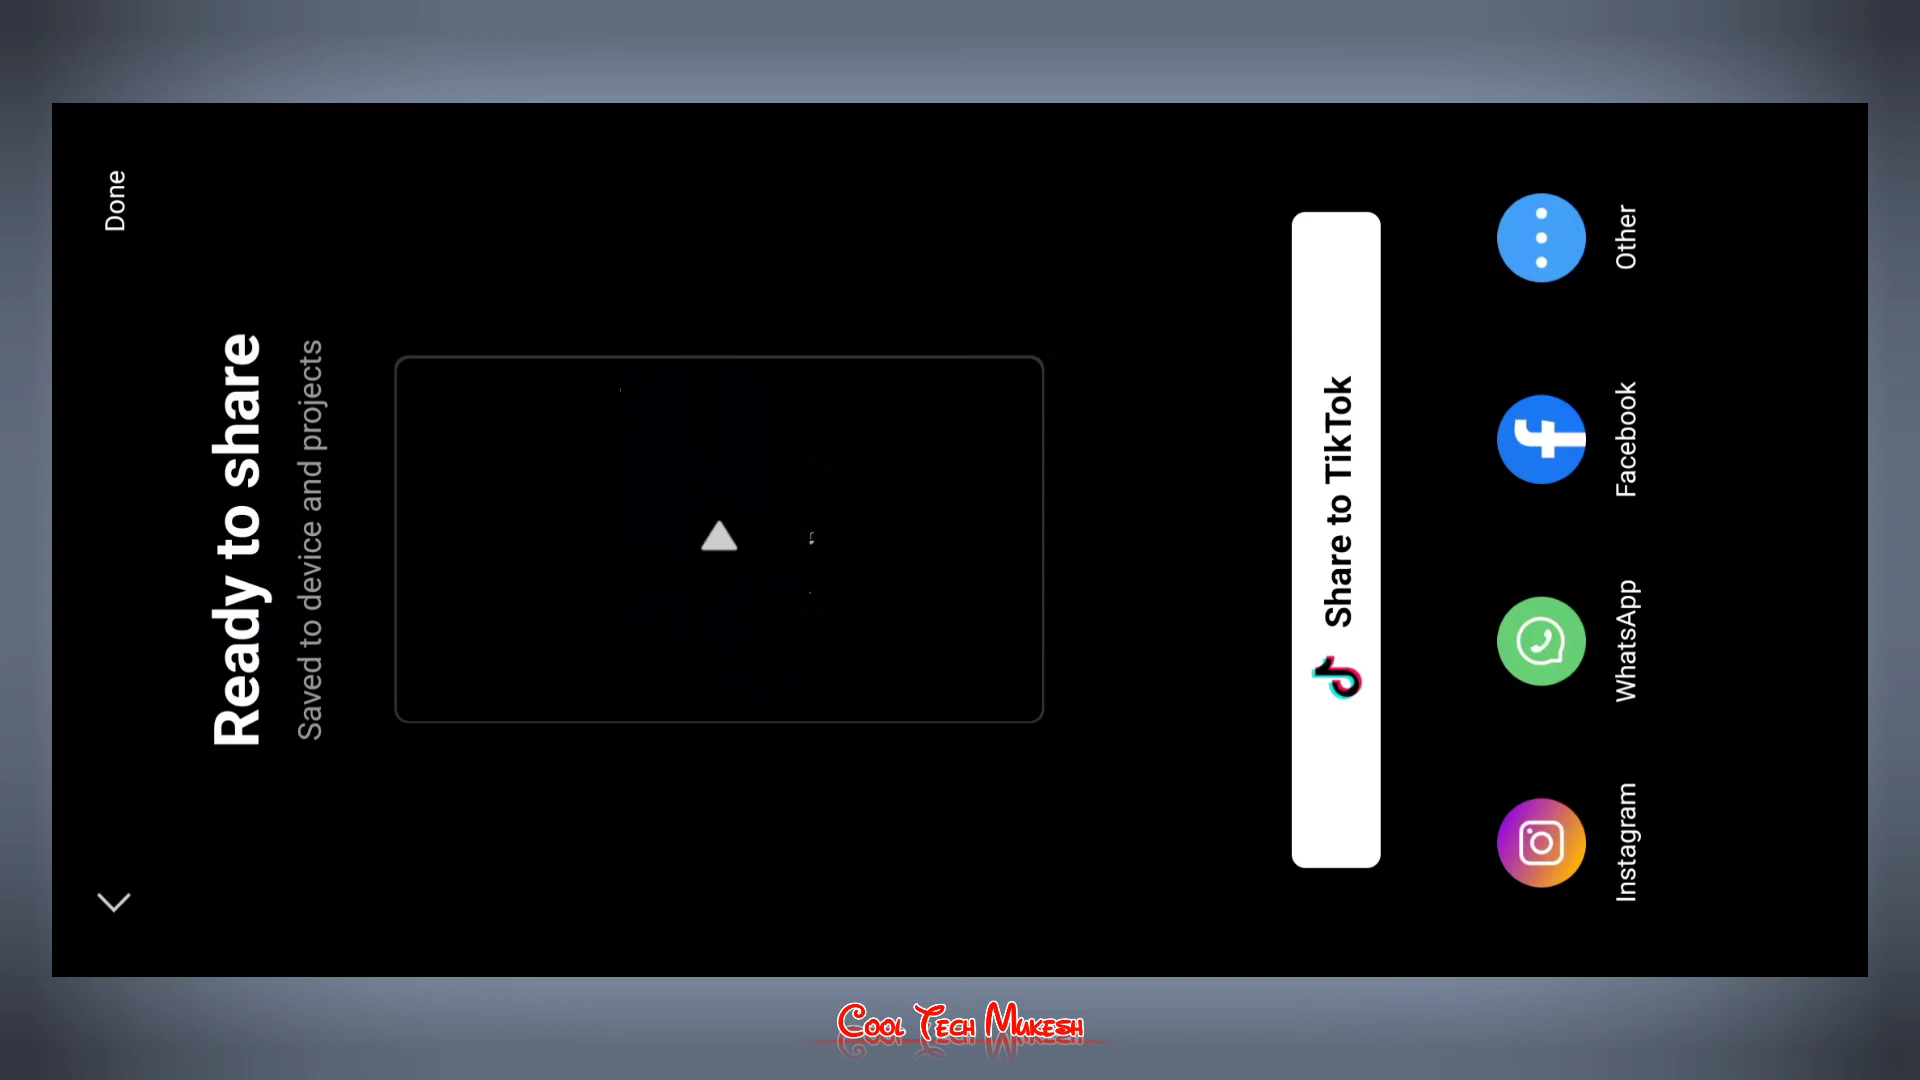 Done
Ready to share
Saved to device and projects
Share to TikTok
Instagram
WhatsApp
Facebook
Other
Cool Tech Mukesh